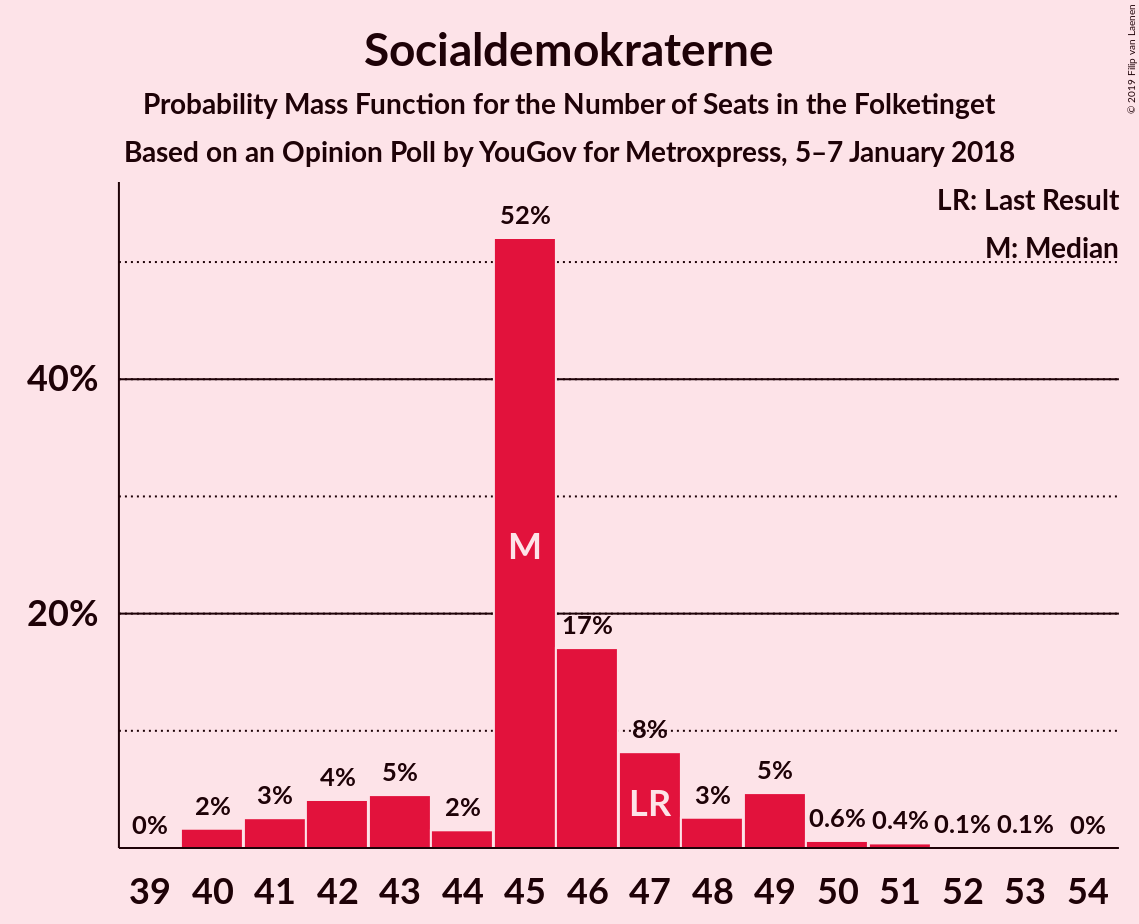 Socialdemokraterne
Probability Mass Function for the Number of Seats in the Folketinget
Based on an Opinion Poll by YouGov for Metroxpress, 5–7 January 2018
© 2019 Filip van Laenen
LR: Last Result
M: Median
52%
40%
M
20%
17%
8%
LR
0%
2%
3%
4%
5%
2%
3%
5%
0.6%
0.4%
0.1%
0.1%
0%
39 40 41 42 43 44 45 46 47 48 49 50 51 52 53 54